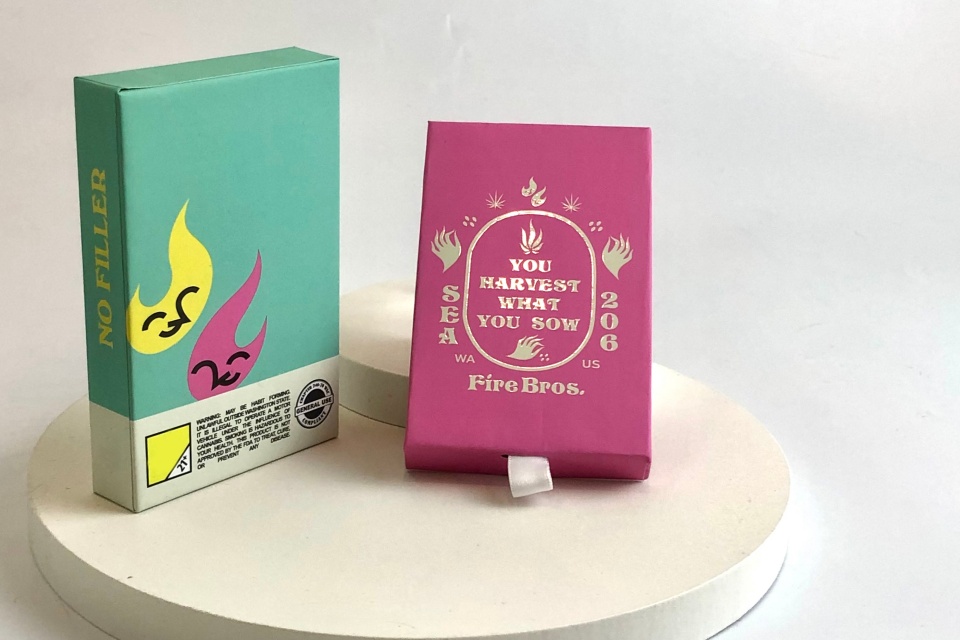 NO FILLER
WARNING: MAY BE HABIT FORMING.
UNLAWFUL OUTSIDE WASHINGTON STATE.
IT IS ILLEGAL TO OPERATE A MOTOR
VEHICLE UNDER THE INFLUENCE OF
CANNABIS. SMOKING IS HAZARDOUS TO
YOUR HEALTH. THIS PRODUCT IS NOT
APPROVED BY THE FDA TO TREAT, CURE,
OR PREVENT ANY DISEASE.
21+
GENERAL USE
COMPLIANT
YOU
HARVEST
WHAT
YOU SOW
SEA
WA
206
US
Fire Bros.